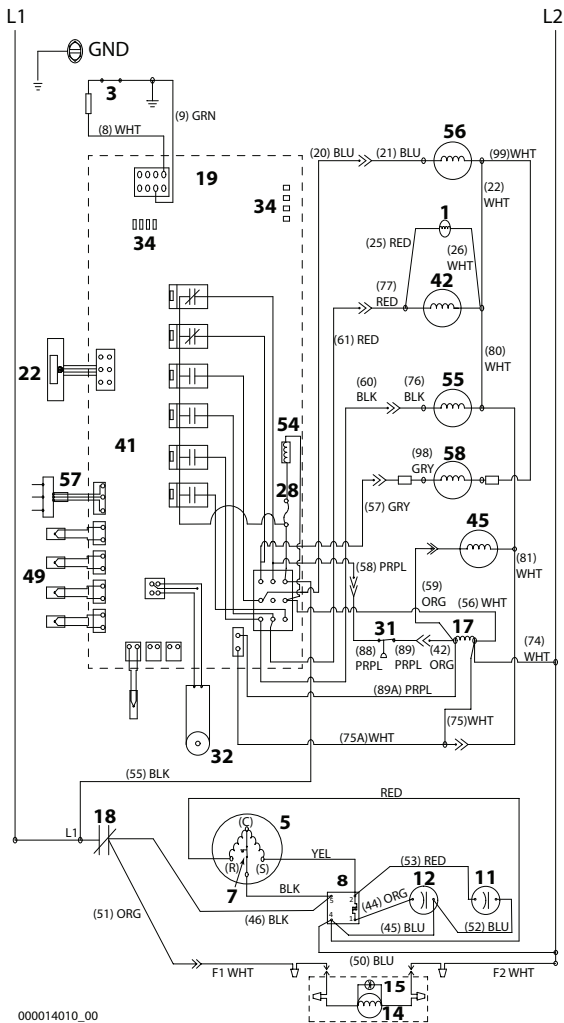 L1
L2
GND
3
(9) GRN
(8) WHT
19
34
34
(20) BLU
(21) BLU
56
(99)WHT
(22)
WHT
1
(25) RED
(26)
WHT
42
(77)
RED
(61) RED
(80)
WHT
22
(60)
BLK
(76)
BLK
55
41
54
(98)
GRY
58
57
28
(57) GRY
45
49
(58) PRPL
(59)
ORG
(81)
WHT
(56) WHT
31
17
(88)
PRPL
(89)
PRPL
(42)
ORG
(74)
WHT
(89A) PRPL
(75)WHT
(75A)WHT
32
(55) BLK
RED
18
L1
5
(C)
(R)
(S)
YEL
7
BLK
8
5
2
4
1
(53) RED
11
12
(44) ORG
(51) ORG
(46) BLK
(45) BLU
(52) BLU
(50) BLU
F1 WHT
F2 WHT
15
14
000014010_00